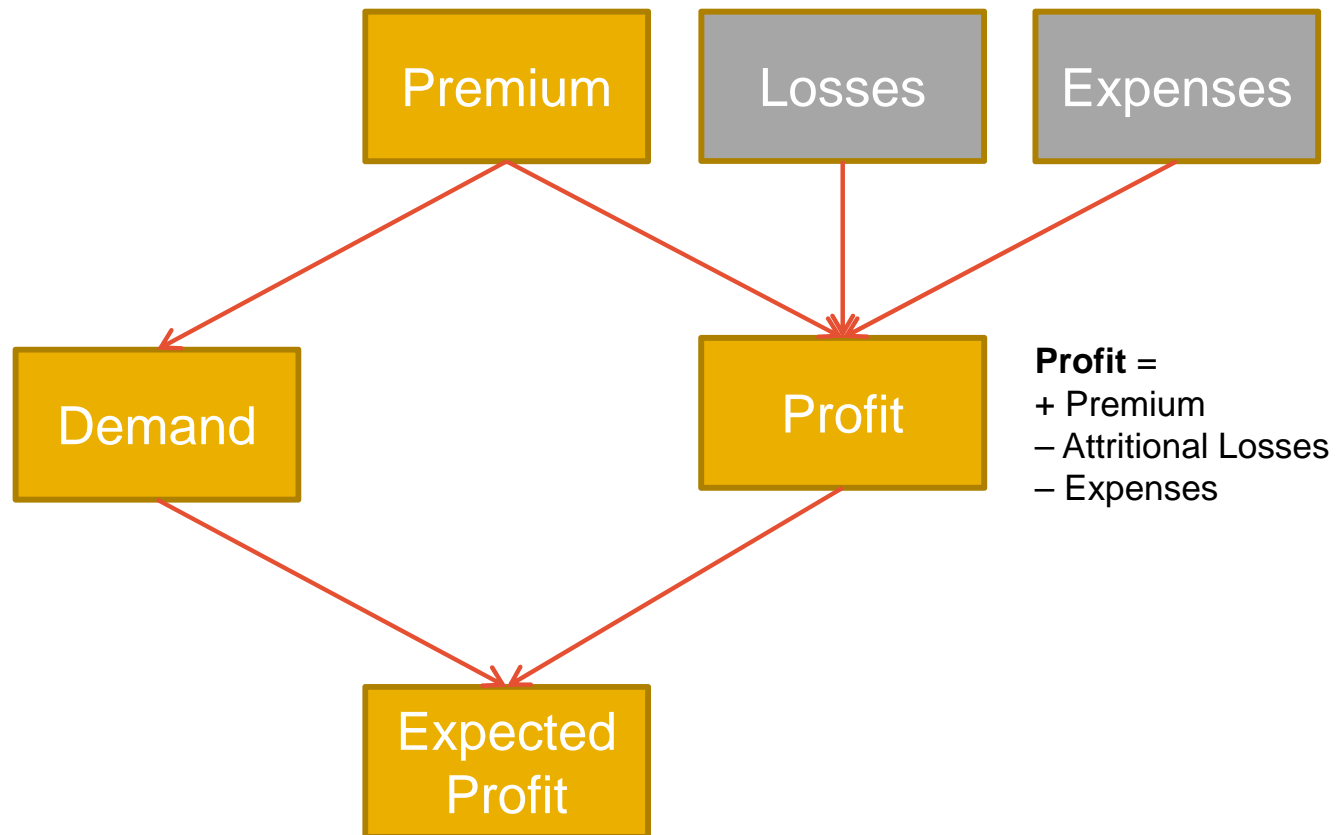 Premium
Losses
Expenses
Demand
Profit
Profit =
+ Premium
– Attritional Losses
– Expenses
Expected
Profit